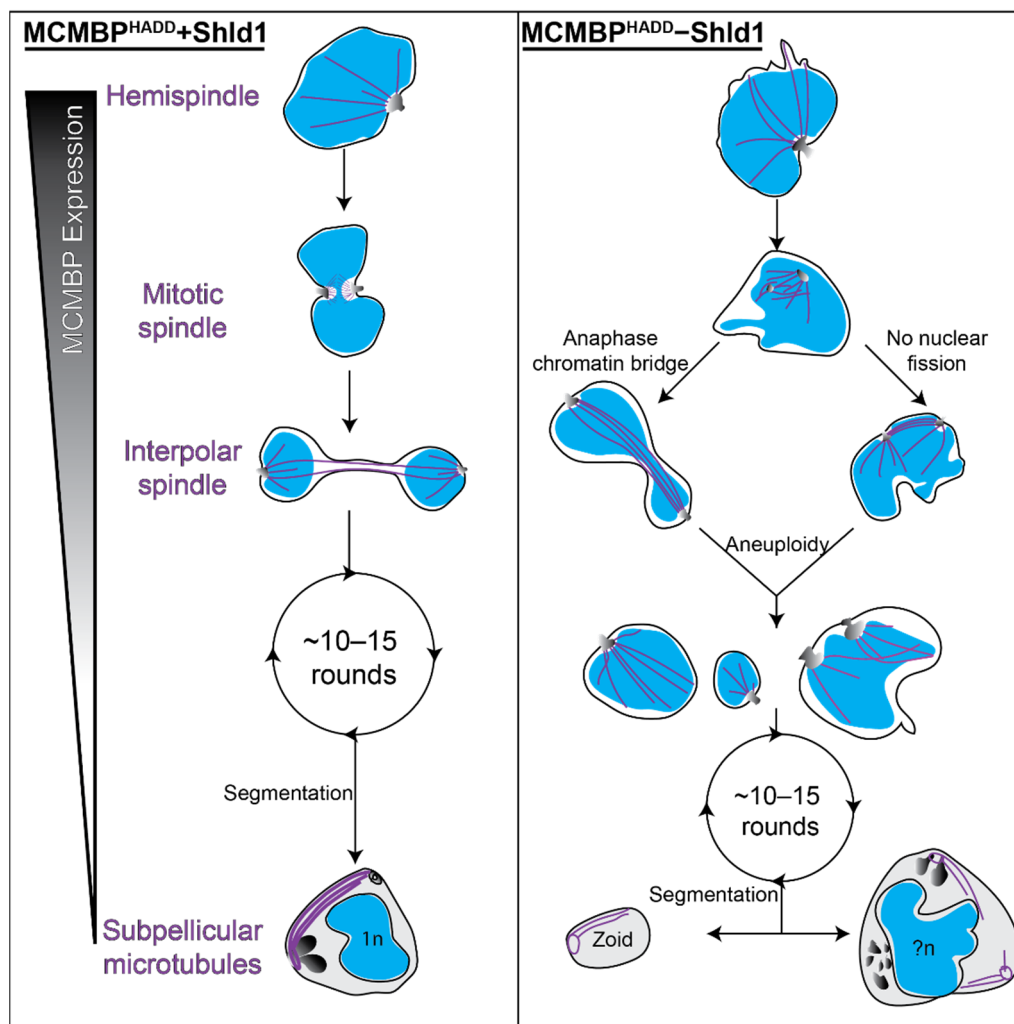 MCMBPᴴᴬᴰᴰ+Shld1
MCMBP Expression
Hemispindle
Mitotic
spindle
Interpolar
spindle
~10–15
rounds
Segmentation
Subpellicular
microtubules
1n
MCMBPᴴᴬᴰᴰ–Shld1
Anaphase
chromatin bridge
No nuclear
fission
Aneuploidy
~10–15
rounds
Segmentation
Zoid
?n